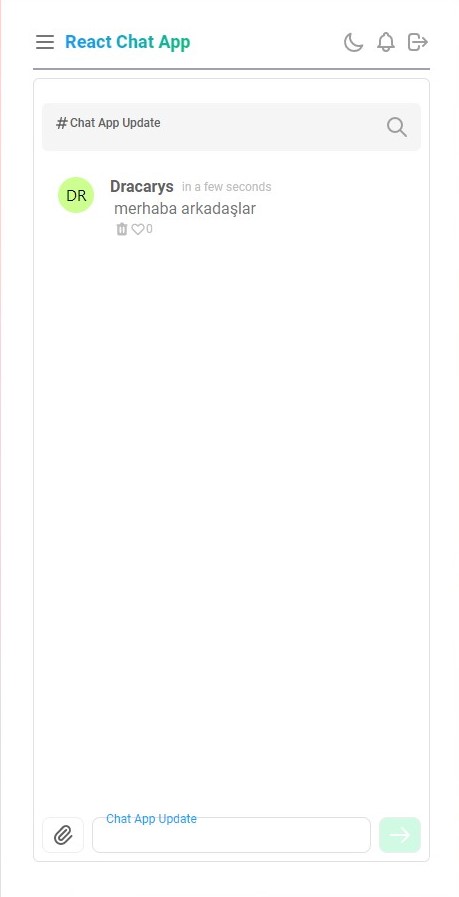 React Chat App
#Chat App Update
DR
Dracarys in a few seconds
merhaba arkadaşlar
0
Chat App Update